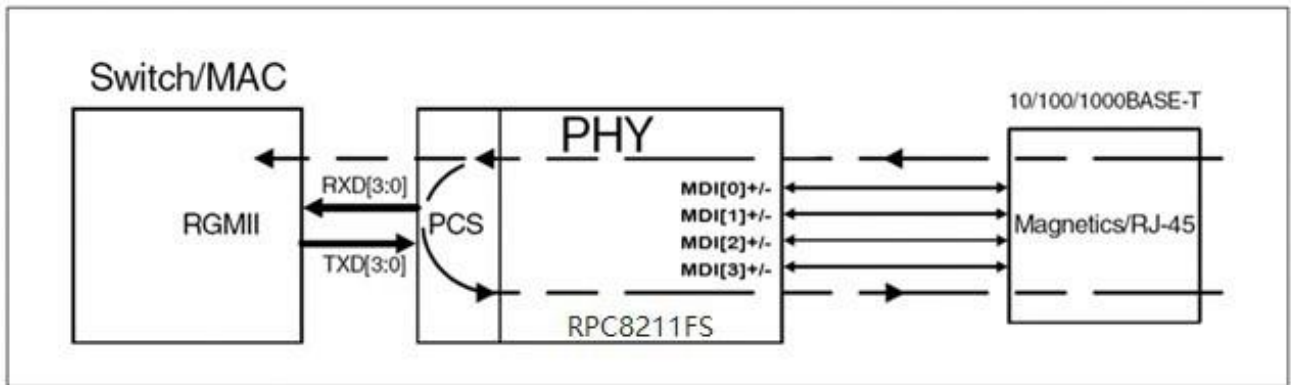 Switch/MAC
10/100/1000BASE-T
PHY
RXD[3:0]
MDI[0]+/-
RGMII
PCS
MDI[1]+/-
Magnetics/RJ-45
MDI[2]+/-
TXD[3:0]
MDI[3]+/-
RPC8211FS